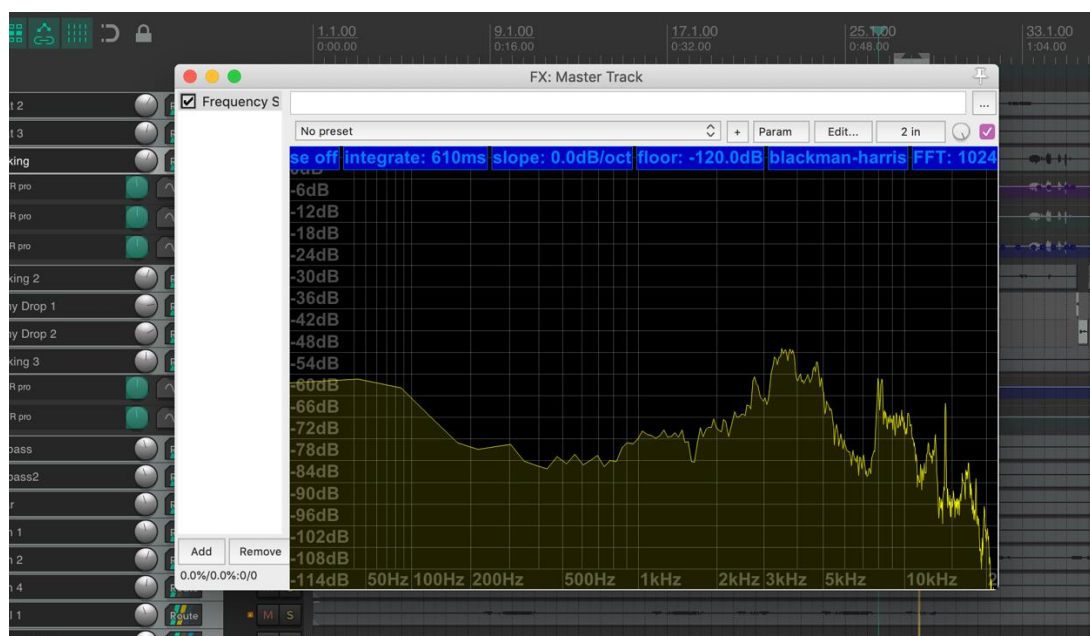 1.1.00 9.1.00 17.1.00 25.1.00 33.1.00
0:00.00 0:16.00 0:32.00 0:48.00 1:04.00
FX: Master Track
t 2
Frequency S
...
t 3
No preset
+
Param
Edit...
2 in
king
se off integrate: 610ms slope: 0.0dB/oct floor: -120.0dB blackman-harris FFT: 1024
R pro
-6dB
-12dB
R pro
-18dB
R pro
-24dB
king 2
-30dB
y Drop 1
-36dB
-42dB
y Drop 2
-48dB
king 3
-54dB
R pro
-60dB
-66dB
R pro
-72dB
bass
-78dB
bass2
-84dB
r
-90dB
-96dB
1
-102dB
2
Add
Remove
-108dB
0.0%/0.0%:0/0
-114dB 50Hz 100Hz 200Hz 500Hz 1kHz 2kHz 3kHz 5kHz 10kHz 2
4
l 1
Route
M S